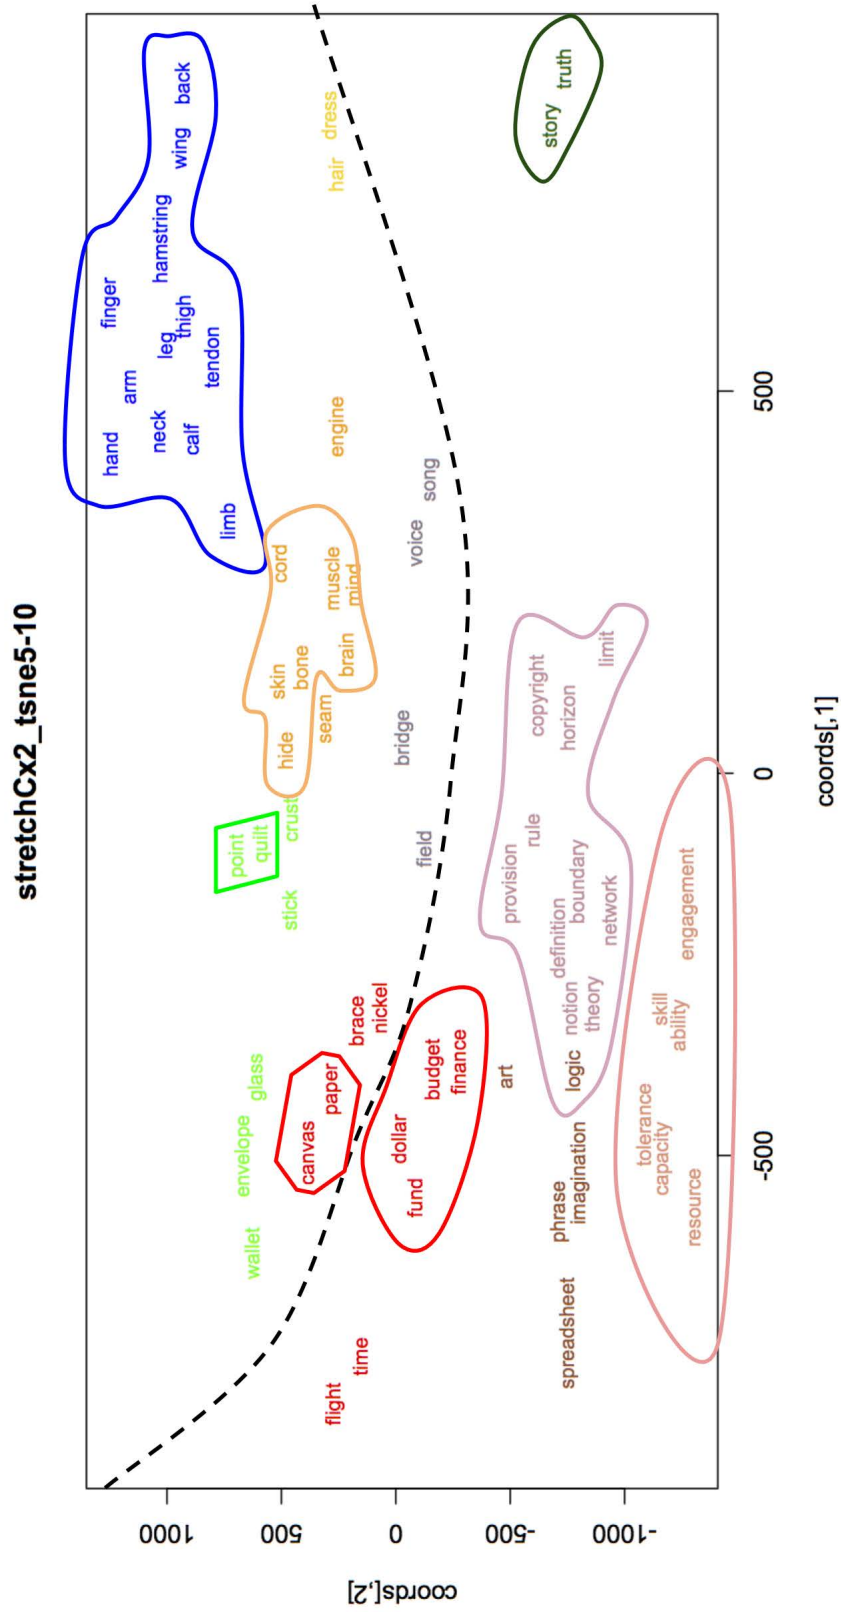 stretchCx2_tsne5-10
back
wing
hamstring
finger
thigh
leg
tendon
arm
neck
calf
hand
limb
dress
hair
engine
cord
muscle
mind
skin
bone
brain
seam
hide
song
voice
bridge
field
point
quilt
crust
stick
glass
envelope
wallet
brace
nickel
paper
canvas
budget
finance
dollar
fund
time
flight
truth
story
limit
copyright
horizon
rule
provision
boundary
definition
network
notion
theory
logic
art
imagination
phrase
spreadsheet
engagement
skill
ability
tolerance
capacity
resource
1000
500
0
-500
-1000
coords[,2]
-500
0
500
coords[,1]